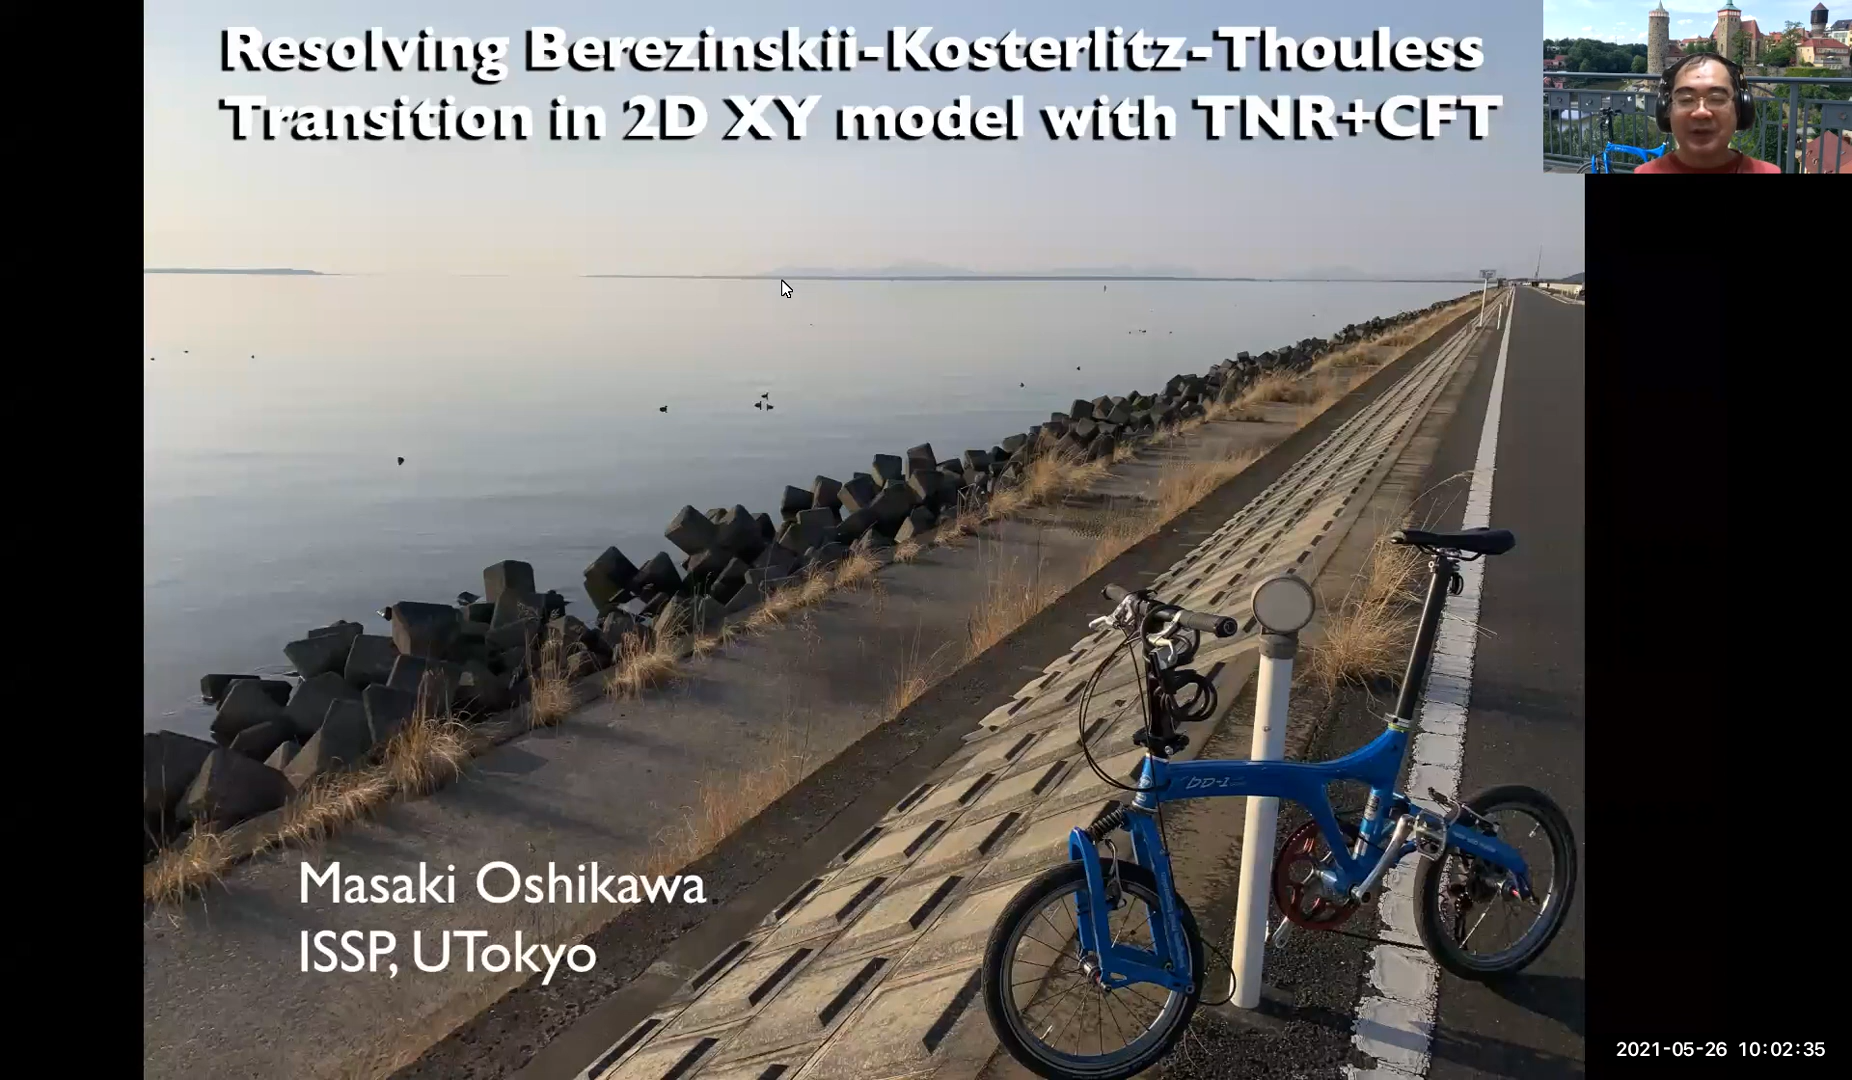 Resolving Berezinskii-Kosterlitz-Thouless
Transition in 2D XY model with TNR+CFT
Masaki Oshikawa
ISSP, UTokyo
BD-1
2021-05-26 10:02:35